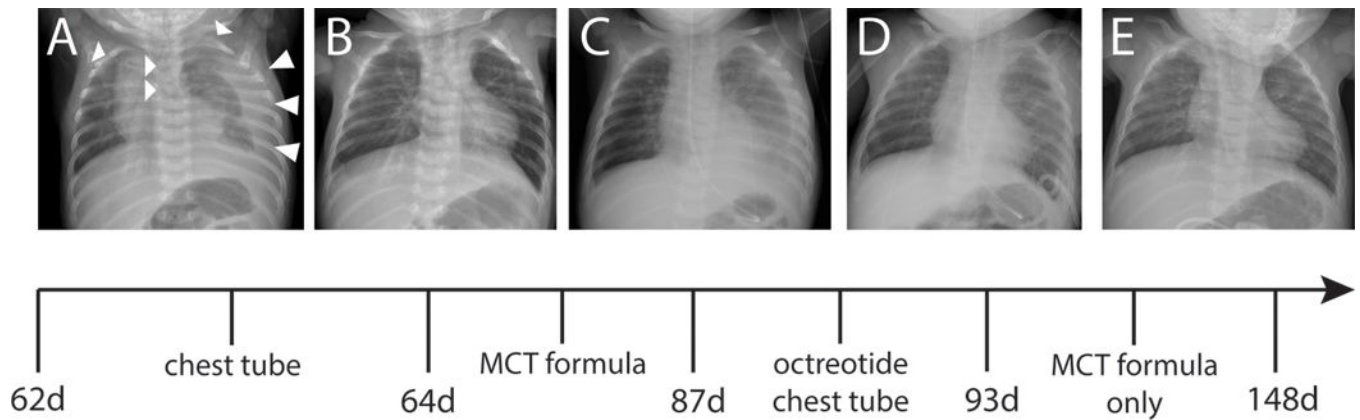 A B C D E
chest tube MCT formula octreotide MCT formula
chest tube only
62d 64d 87d 93d 148d